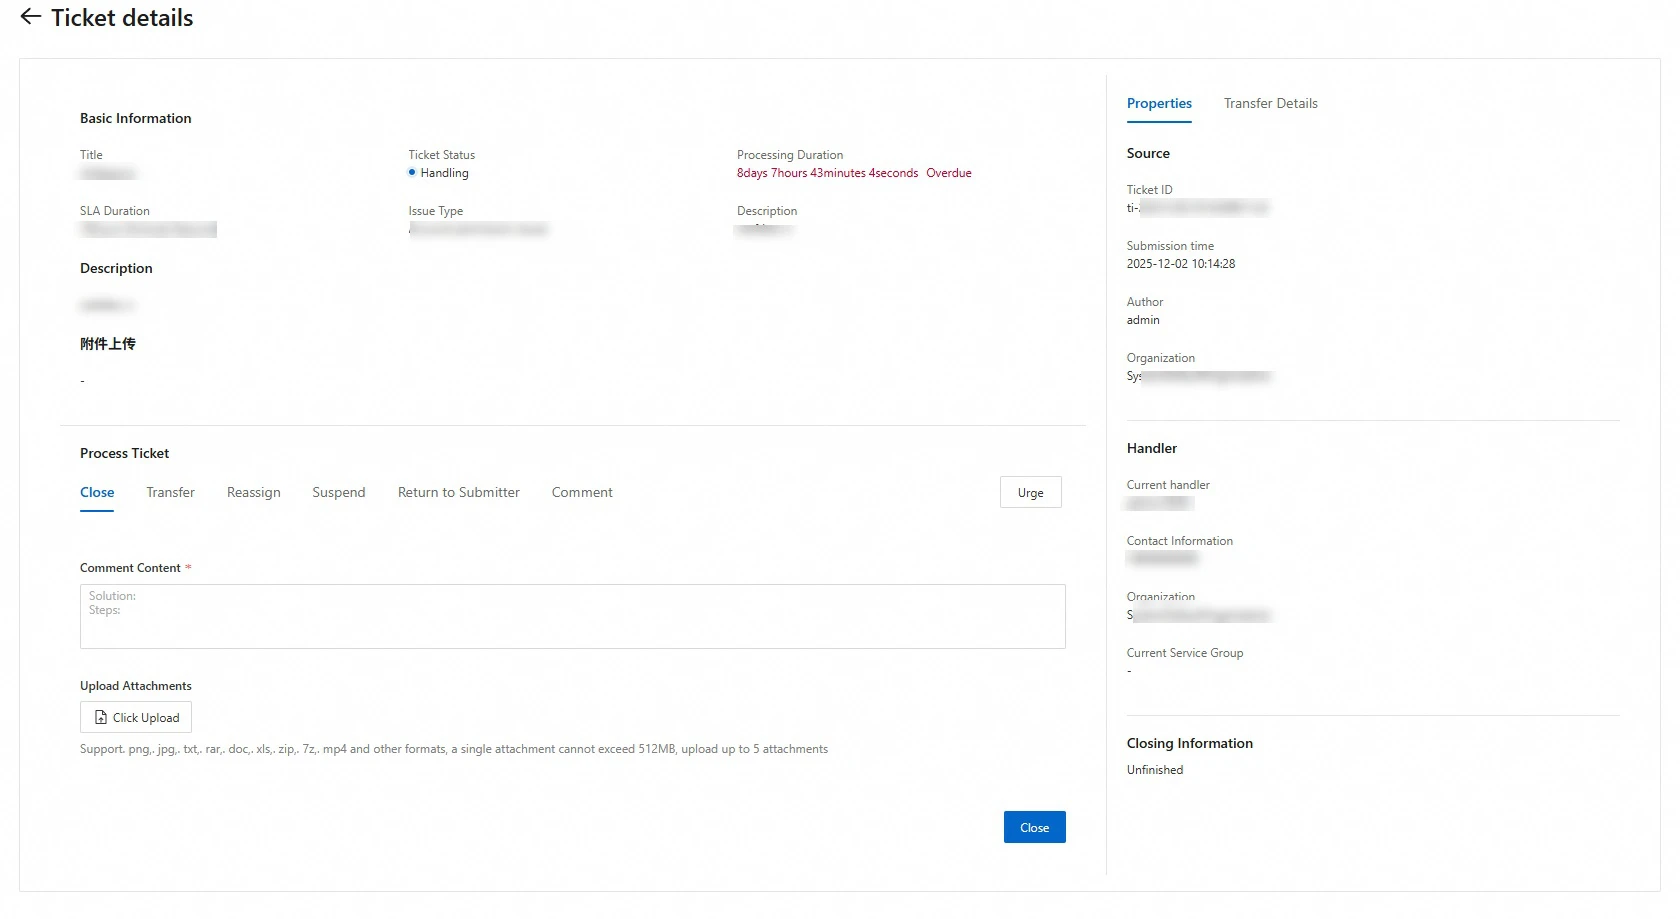 Ticket details
Basic Information
Title
Ticket Status
Handling
Processing Duration
8days 7hours 43minutes 4seconds Overdue
SLA Duration
Issue Type
Description
Description
附件上传
-
Process Ticket
Close
Transfer
Reassign
Suspend
Return to Submitter
Comment
Urge
Comment Content *
Solution:
Steps:
Upload Attachments
Click Upload
Support. png,. jpg,. txt,. rar,. doc,. xls,. zip,. 7z,. mp4 and other formats, a single attachment cannot exceed 512MB, upload up to 5 attachments
Close
Properties
Transfer Details
Source
Ticket ID
ti-
Submission time
2025-12-02 10:14:28
Author
admin
Organization
Sys
Handler
Current handler
Contact Information
Organization
S
Current Service Group
-
Closing Information
Unfinished